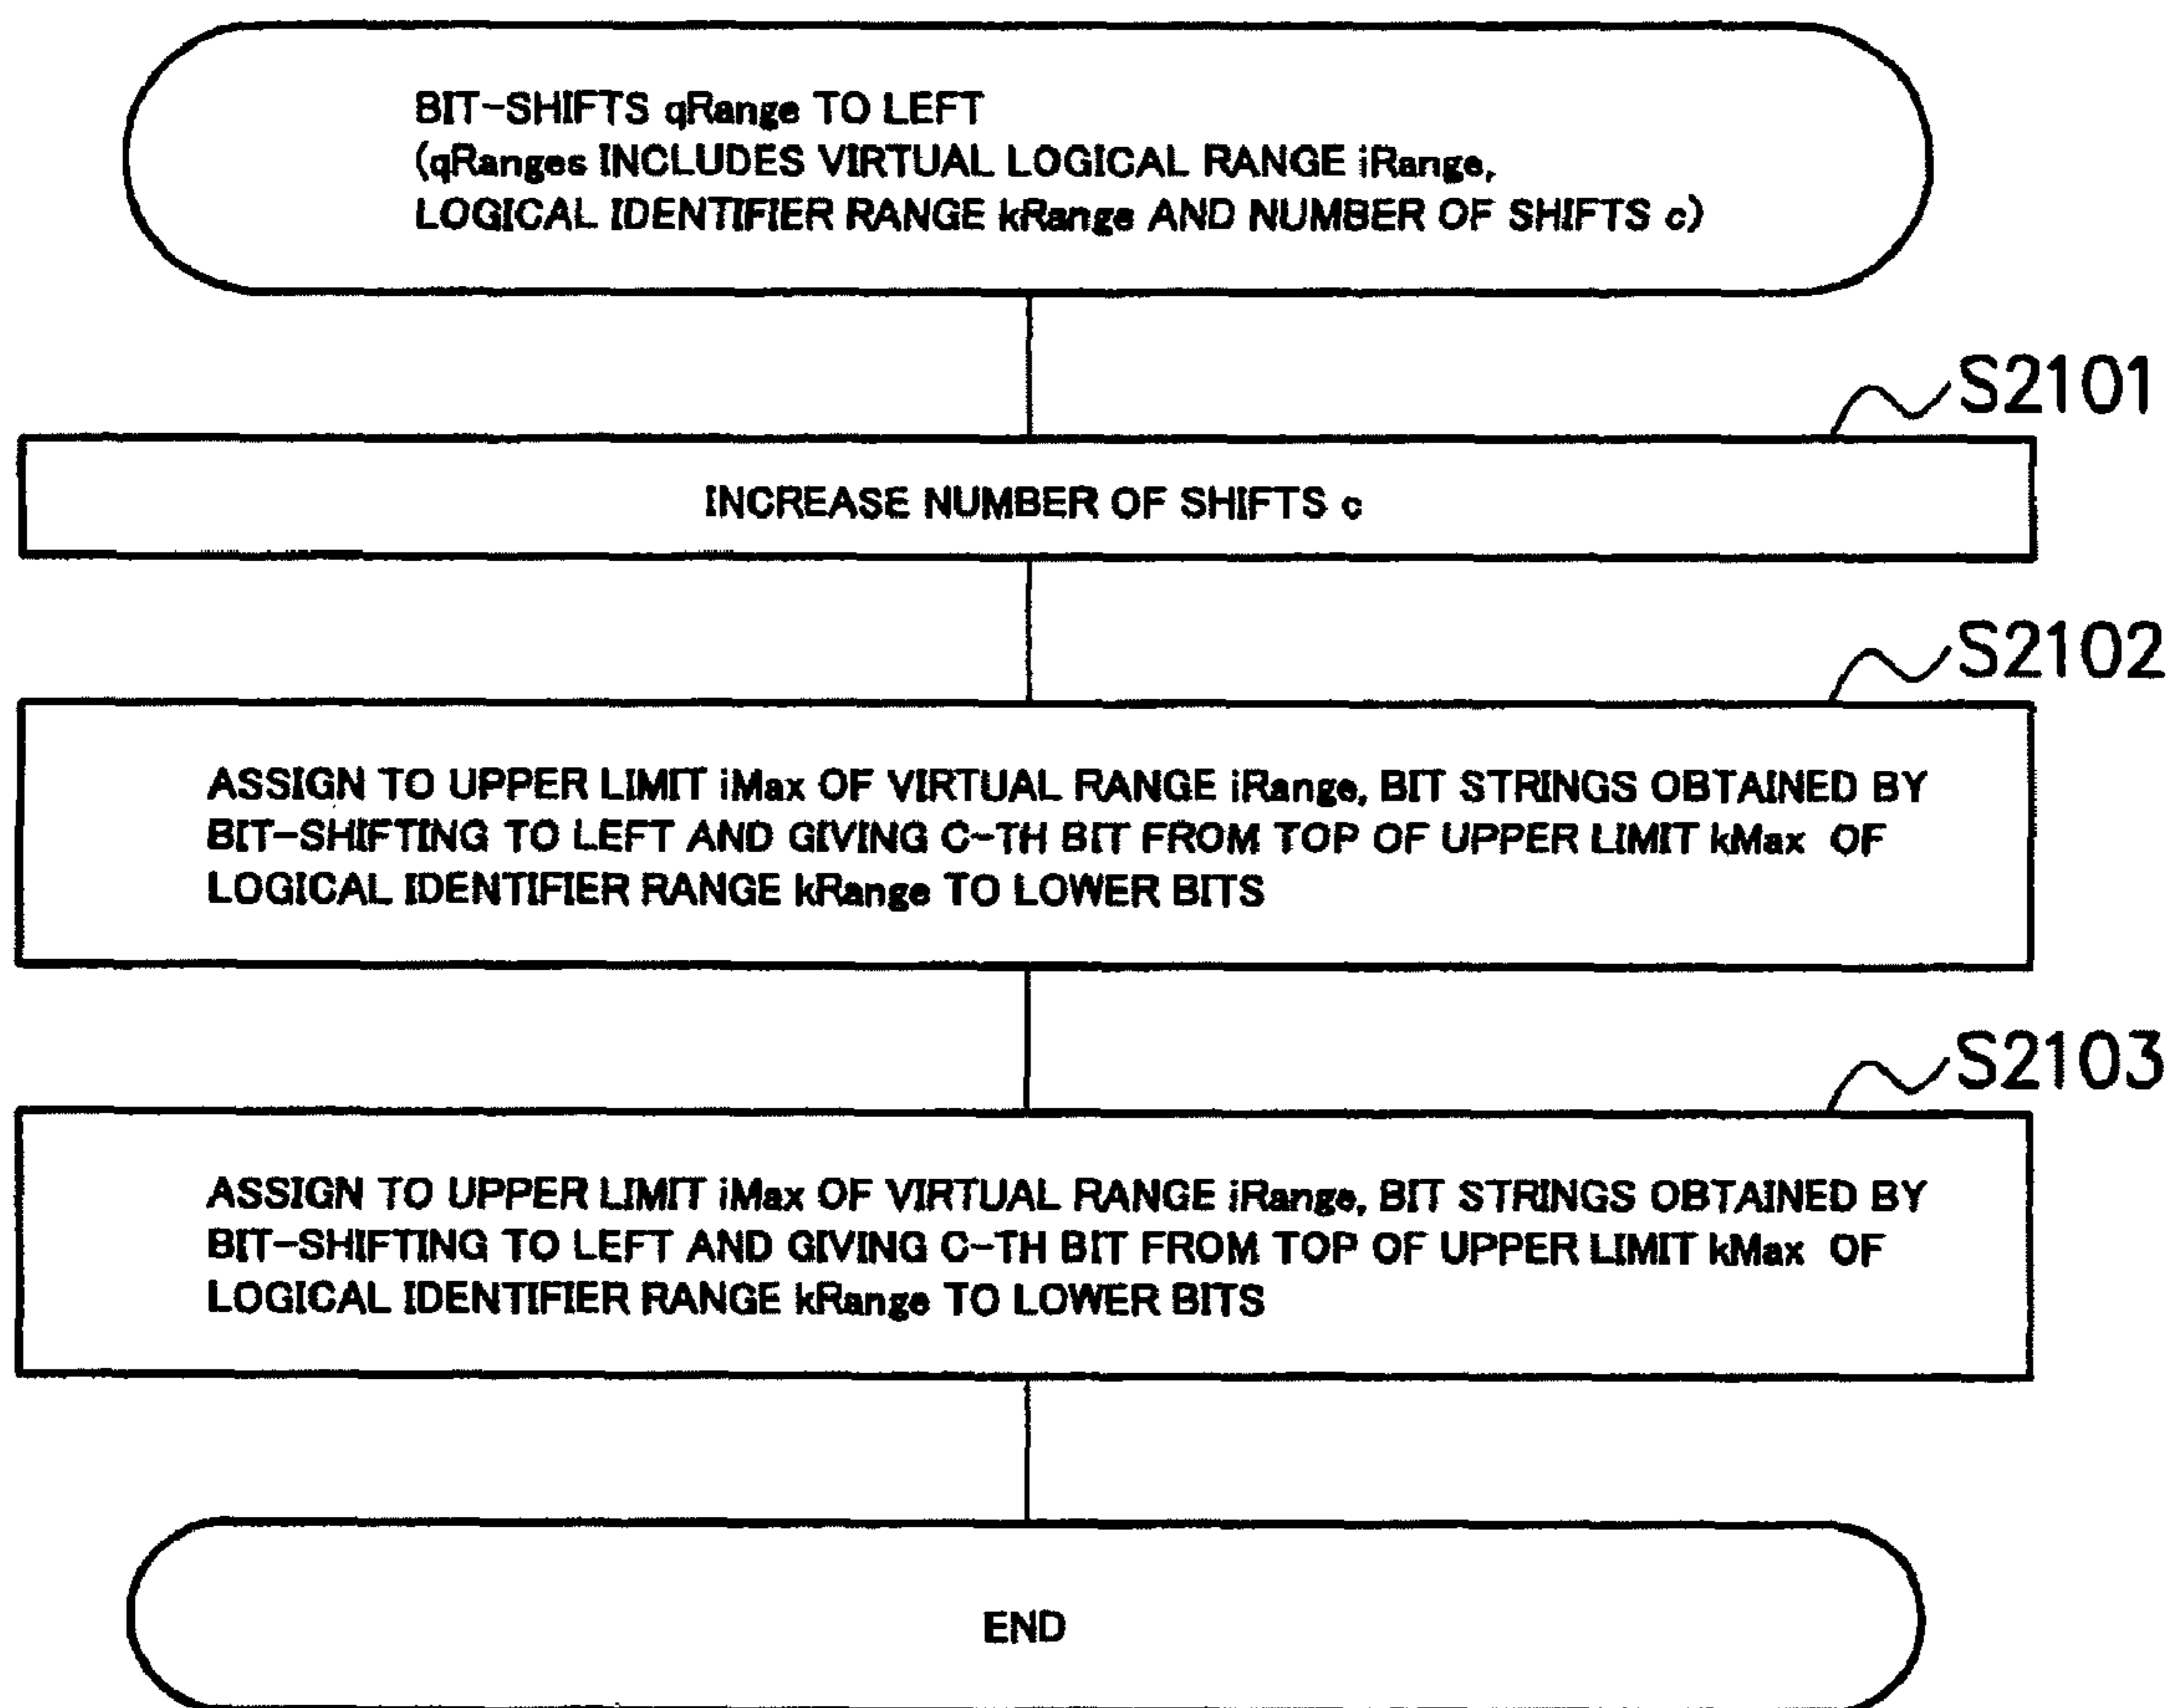 BIT-SHIFTS qRange TO LEFT
(qRanges INCLUDES VIRTUAL LOGICAL RANGE iRange,
LOGICAL IDENTIFIER RANGE kRange AND NUMBER OF SHIFTS c)
S2101
INCREASE NUMBER OF SHIFTS c
S2102
ASSIGN TO UPPER LIMIT iMax OF VIRTUAL RANGE iRange, BIT STRINGS OBTAINED BY
BIT-SHIFTING TO LEFT AND GIVING C-TH BIT FROM TOP OF UPPER LIMIT kMax OF
LOGICAL IDENTIFIER RANGE kRange TO LOWER BITS
S2103
ASSIGN TO UPPER LIMIT iMax OF VIRTUAL RANGE iRange, BIT STRINGS OBTAINED BY
BIT-SHIFTING TO LEFT AND GIVING C-TH BIT FROM TOP OF UPPER LIMIT kMax OF
LOGICAL IDENTIFIER RANGE kRange TO LOWER BITS
END